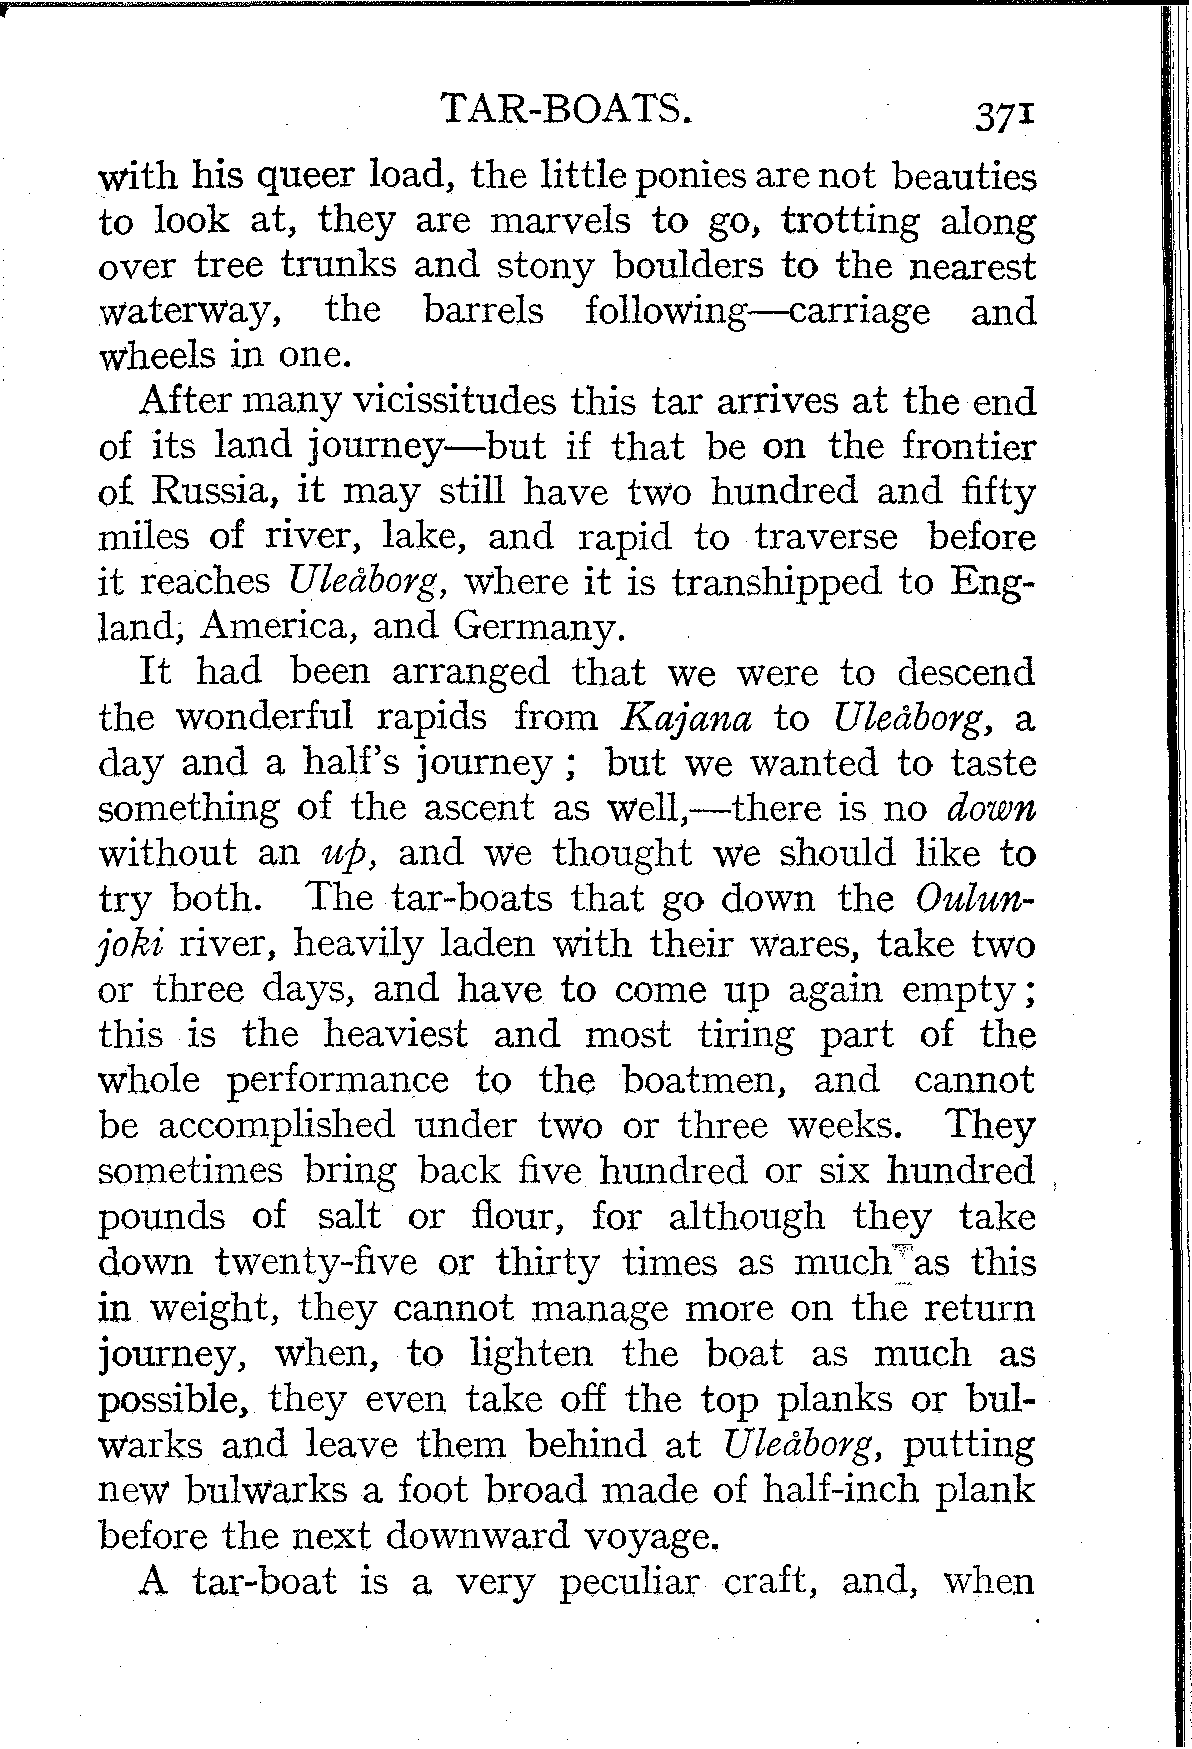 TAR-BOATS. 371
with his queer load, the little ponies are not beauties
to look at, they are marvels to go, trotting along
over tree trunks and stony boulders to the nearest
waterway, the barrels following—carriage and
wheels in one.
After many vicissitudes this tar arrives at the end
of its land journey—but if that be on the frontier
of Russia, it may still have two hundred and fifty
miles of river, lake, and rapid to traverse before
it reaches Uleåborg, where it is transhipped to Eng-
land, America, and Germany.
It had been arranged that we were to descend
the wonderful rapids from Kajana to Uleåborg, a
day and a half's journey ; but we wanted to taste
something of the ascent as well,—there is no down
without an up, and we thought we should like to
try both. The tar-boats that go down the Oulun-
joki river, heavily laden with their wares, take two
or three days, and have to come up again empty ;
this is the heaviest and most tiring part of the
whole performance to the boatmen, and cannot
be accomplished under two or three weeks. They
sometimes bring back five hundred or six hundred
pounds of salt or flour, for although they take
down twenty-five or thirty times as much as this
in weight, they cannot manage more on the return
journey, when, to lighten the boat as much as
possible, they even take off the top planks or bul-
warks and leave them behind at Uleåborg, putting
new bulwarks a foot broad made of half-inch plank
before the next downward voyage.
A tar-boat is a very peculiar craft, and, when